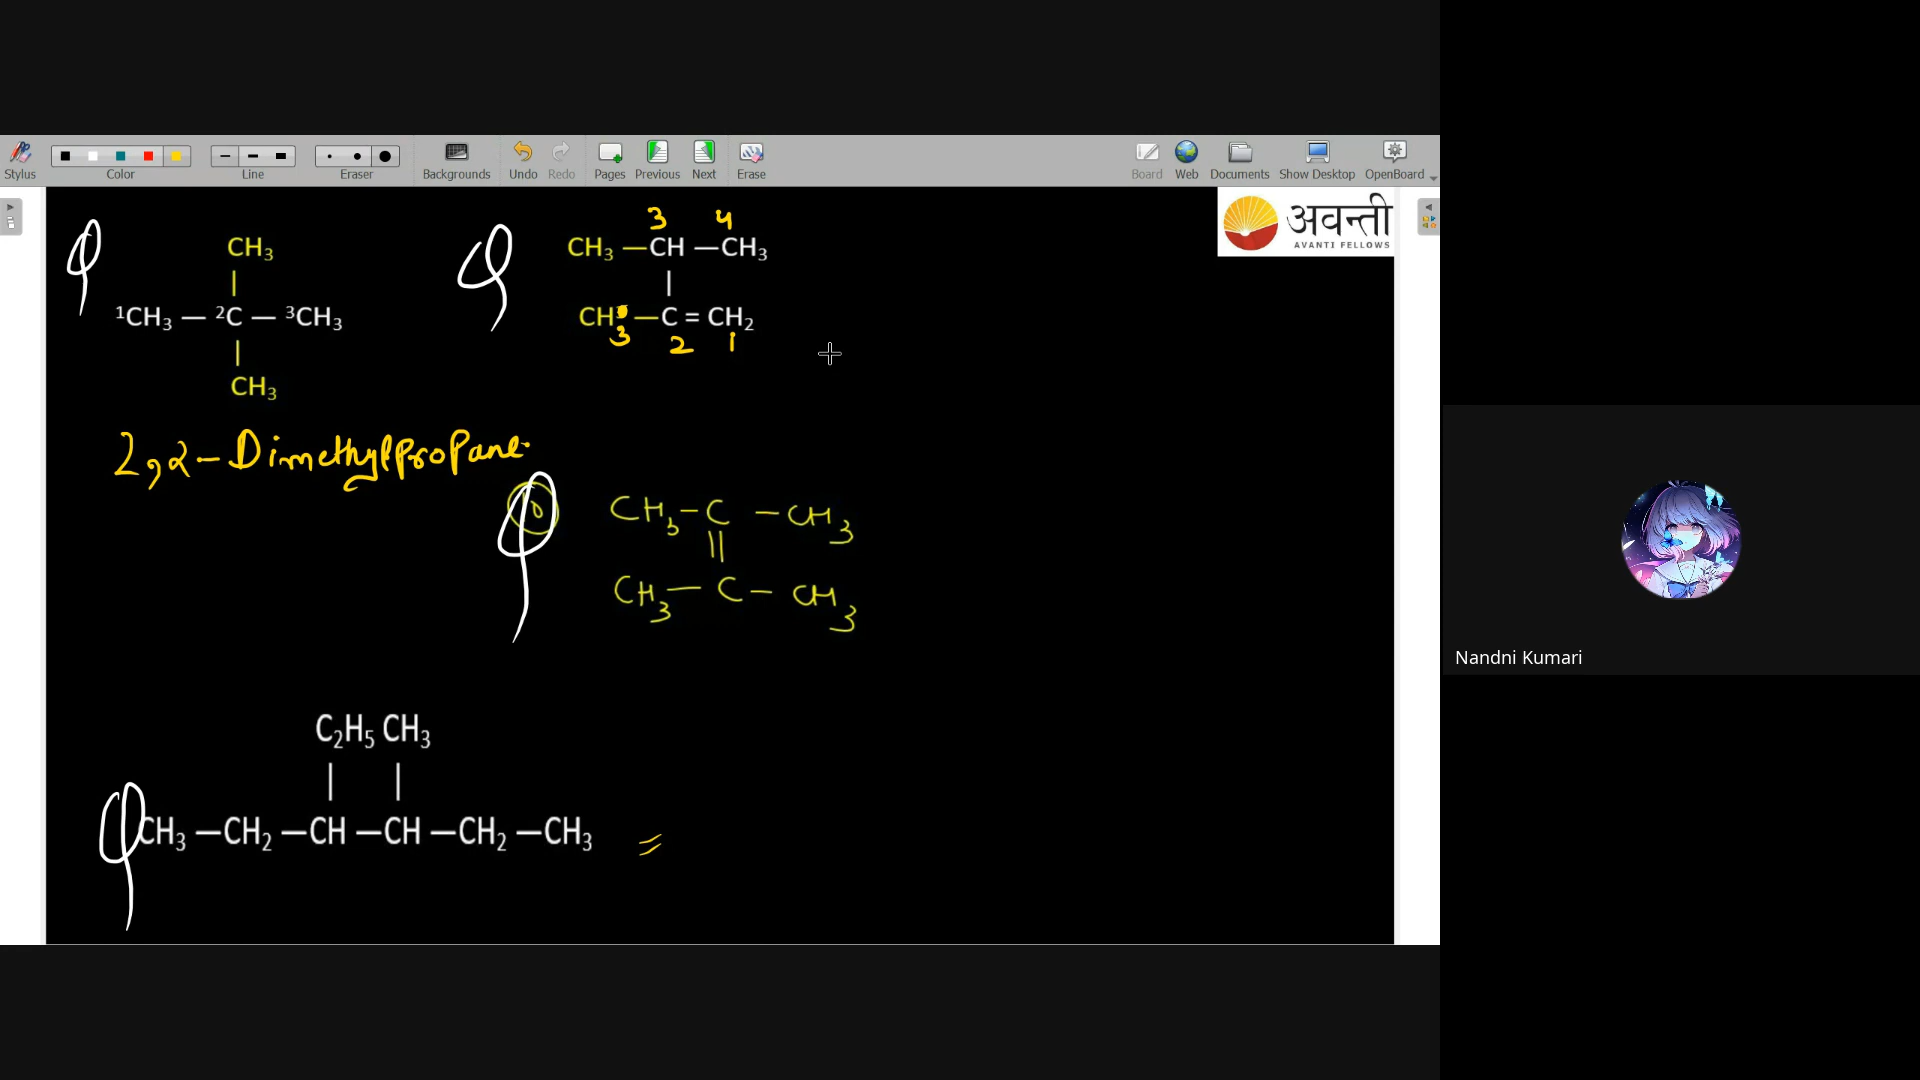 Stylus Color Line Eraser Backgrounds Undo Redo Pages Previous Next Erase Board Web Documents Show Desktop OpenBoard
अवन्ती
AVANTI FELLOWS
CH₃
|
¹CH₃ — ²C — ³CH₃
|
CH₃
2,2-Dimethylpropane.
3 4
CH₃ —CH —CH₃
|
CH3 —C = CH₂
2 1
CH3-C -CH3
||
CH3- C- CH3
C₂H₅ CH₃
| |
CH₃ —CH₂ —CH —CH —CH₂ —CH₃ =
Nandni Kumari